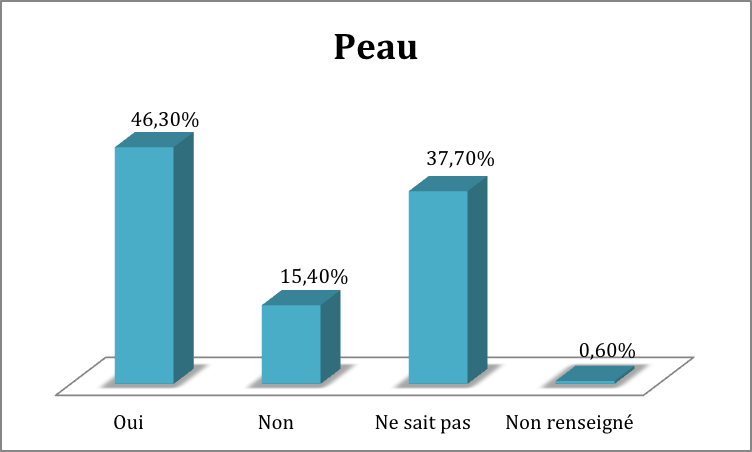 Peau
46,30%
37,70%
15,40%
0,60%
Oui
Non
Ne sait pas
Non renseigné